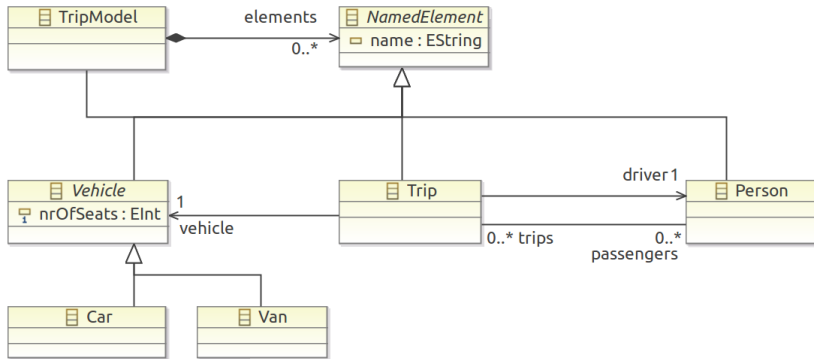 TripModel
elements
0..*
NamedElement
name : EString
Vehicle
1 nrOfSeats : EInt
1
vehicle
Trip
driver 1
Person
0..* trips
0..*
passengers
Car
Van